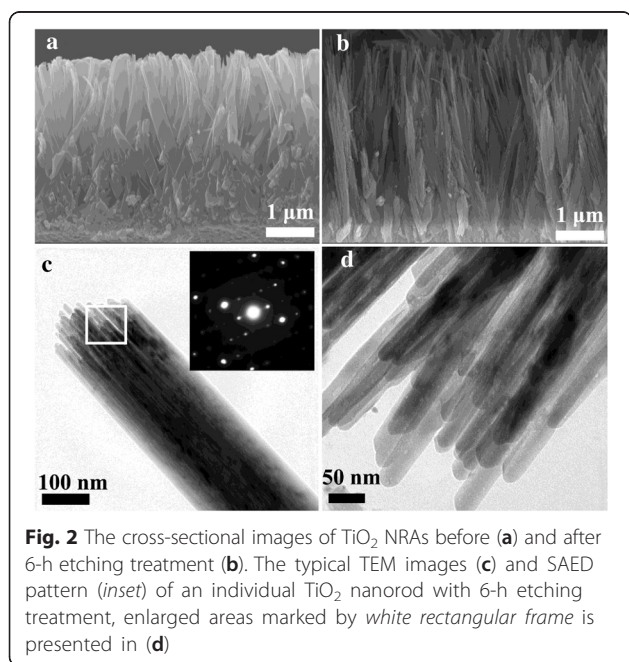 a
b
1 µm
1 µm
c
d
100 nm
50 nm
Fig. 2 The cross-sectional images of TiO₂ NRAs before (a) and after
6-h etching treatment (b). The typical TEM images (c) and SAED
pattern (inset) of an individual TiO₂ nanorod with 6-h etching
treatment, enlarged areas marked by white rectangular frame is
presented in (d)